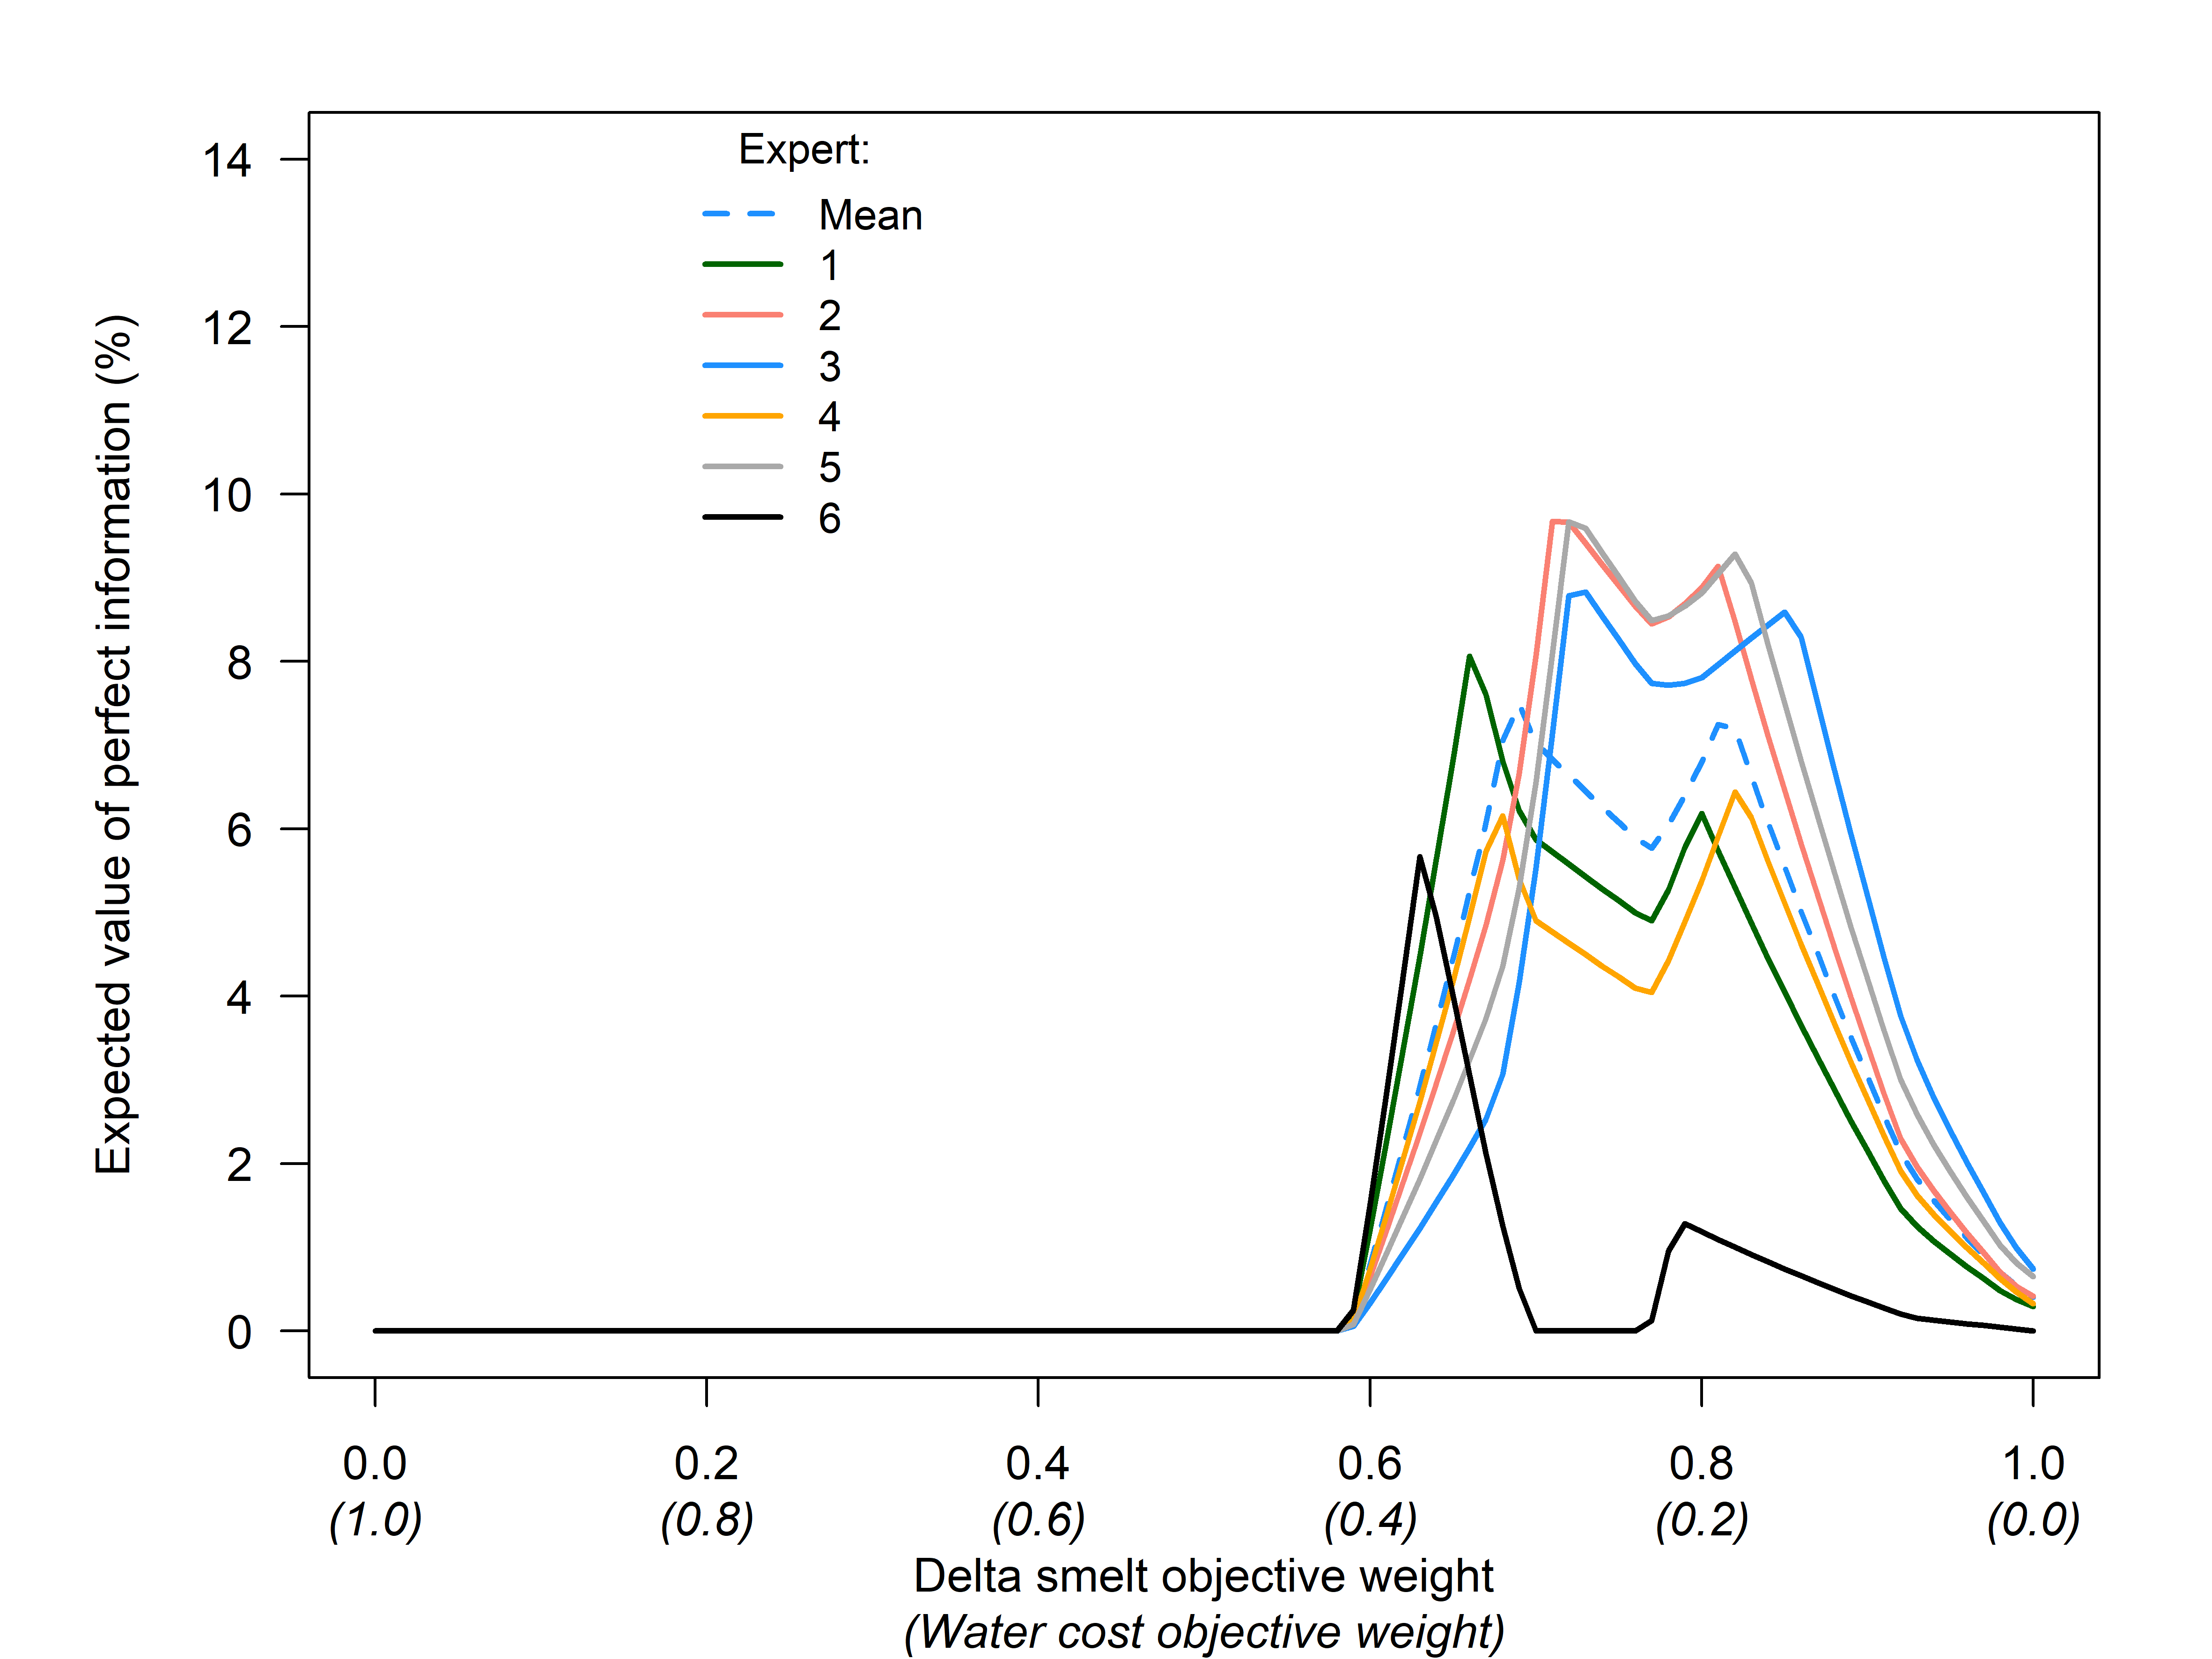 Expert:
Mean
1
2
3
4
5
6
Expected value of perfect information (%)
14
12
10
8
6
4
2
0
0.0 0.2 0.4 0.6 0.8 1.0
(1.0) (0.8) (0.6) (0.4) (0.2) (0.0)
Delta smelt objective weight
(Water cost objective weight)